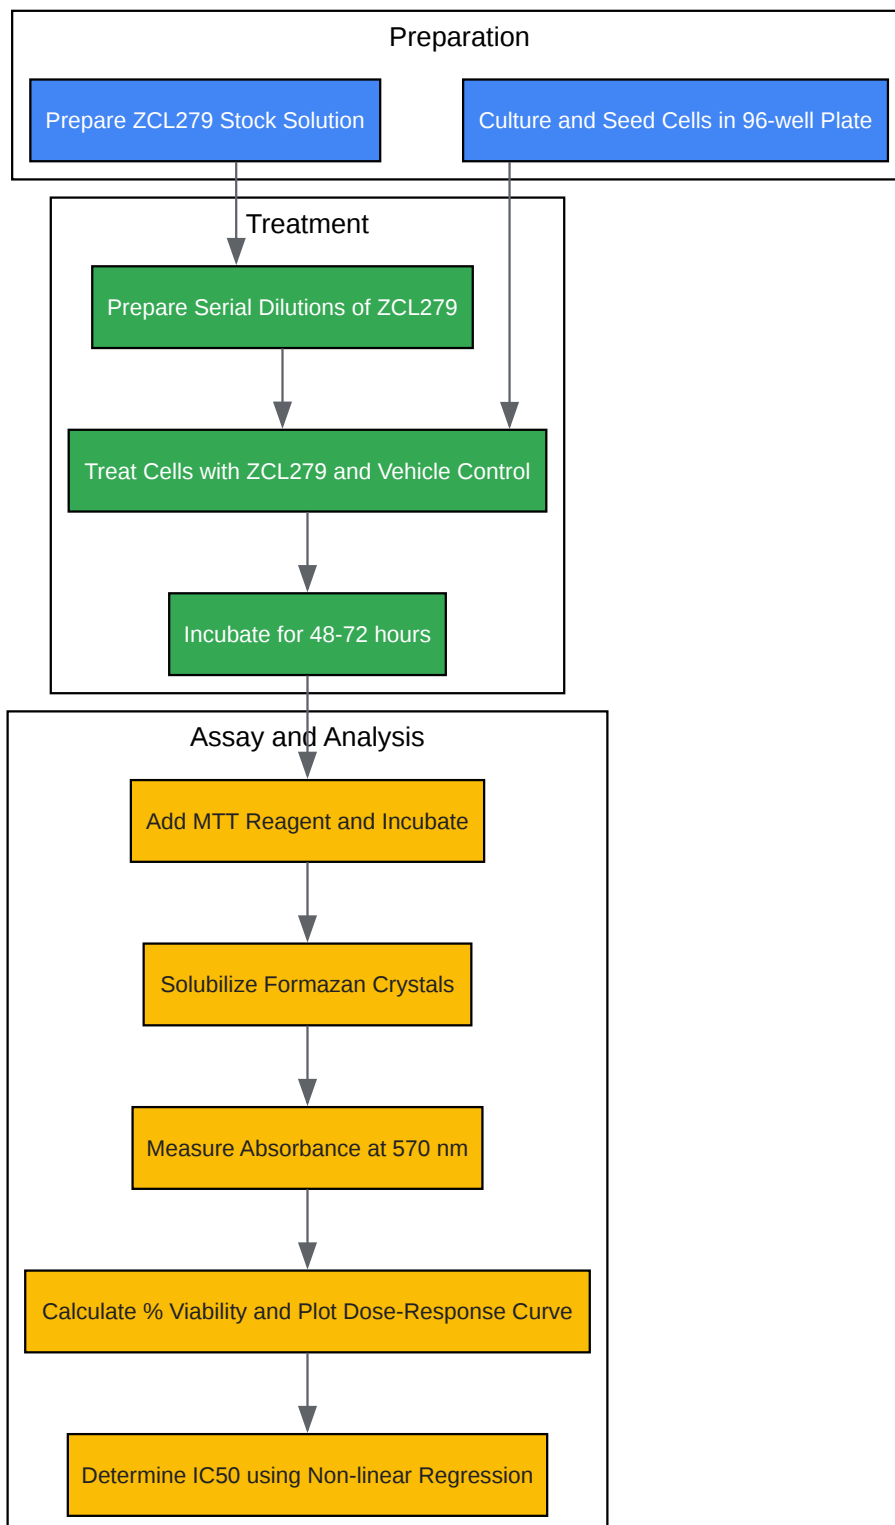 Preparation
Prepare ZCL279 Stock Solution
Culture and Seed Cells in 96-well Plate
Treatment
Prepare Serial Dilutions of ZCL279
Treat Cells with ZCL279 and Vehicle Control
Incubate for 48-72 hours
Assay and Analysis
Add MTT Reagent and Incubate
Solubilize Formazan Crystals
Measure Absorbance at 570 nm
Calculate % Viability and Plot Dose-Response Curve
Determine IC50 using Non-linear Regression